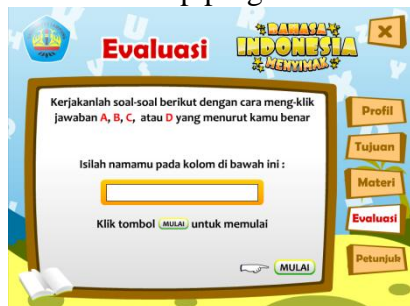 Evaluasi
BAHASA
INDONESIA
MENYIMAK
X
Kerjakanlah soal-soal berikut dengan cara meng-klik
jawaban A, B, C, atau D yang menurut kamu benar
Isilah namamu pada kolom di bawah ini :
Klik tombol MULAI untuk memulai
MULAI
Profil
Tujuan
Materi
Evaluasi
Petunjuk